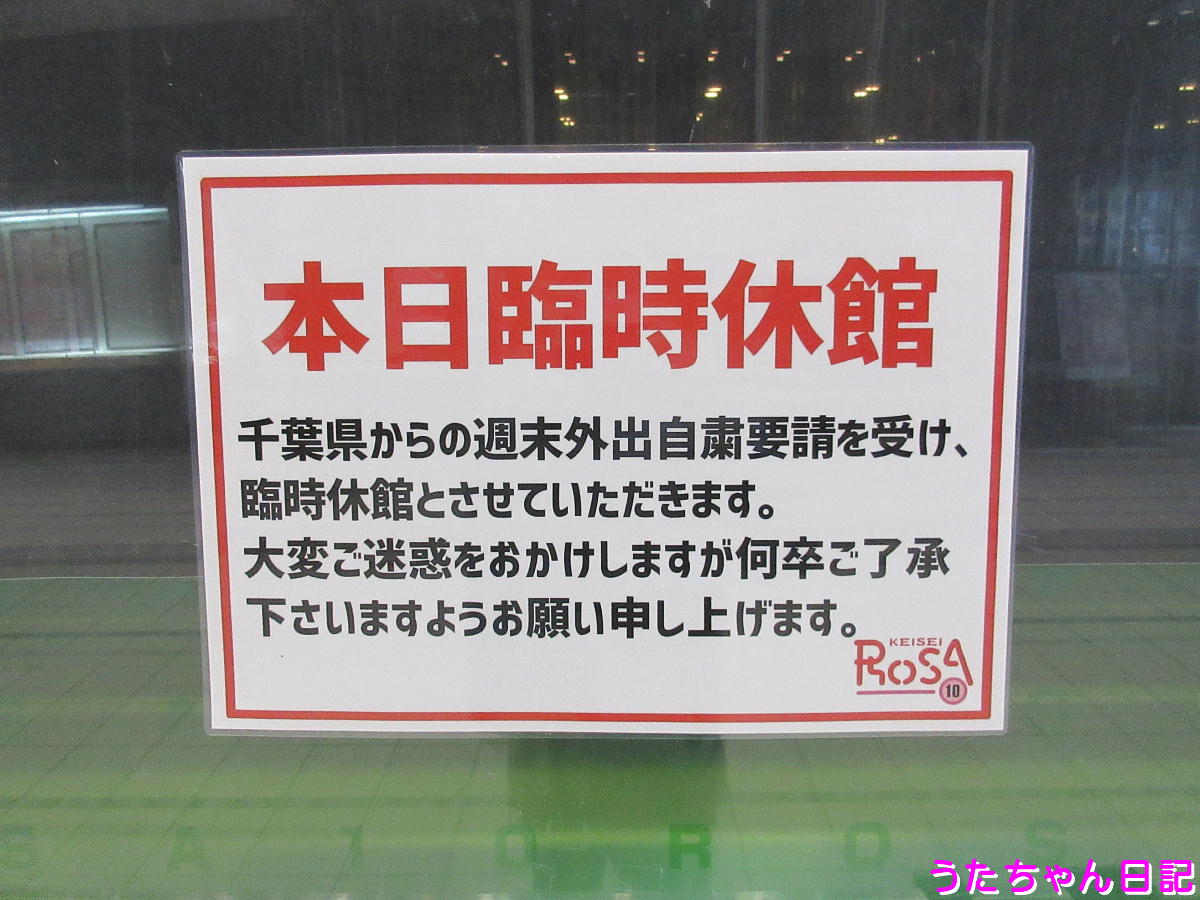 本日臨時休館
千葉県からの週末外出自粛要請を受け、
臨時休館とさせていただきます。
大変ご迷惑をおかけしますが何卒ご了承
下さいますようお願い申し上げます。
KEISEI
ROSA
10
S A 1 0 R O S
うたちゃん日記